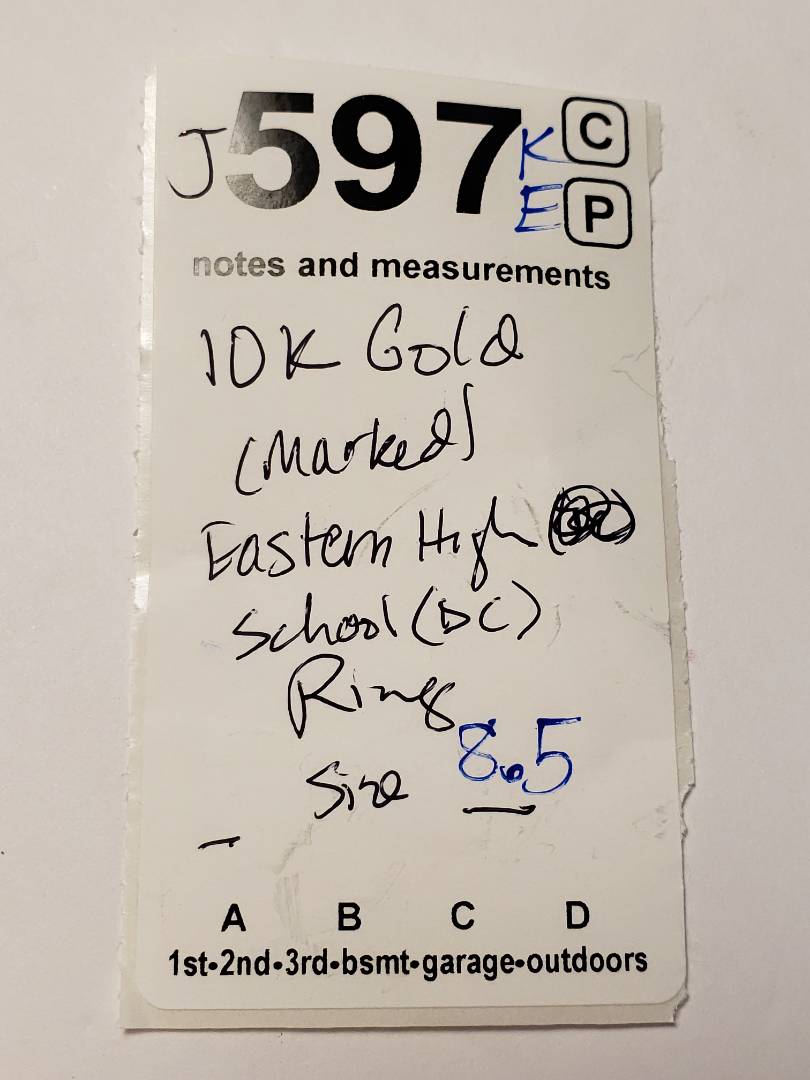 J597 K C
E P
notes and measurements
10K Gold
(Marked)
Eastern High
School (DC)
Ring
Size 8.5
A B C D
1st•2nd•3rd•bsmt•garage•outdoors